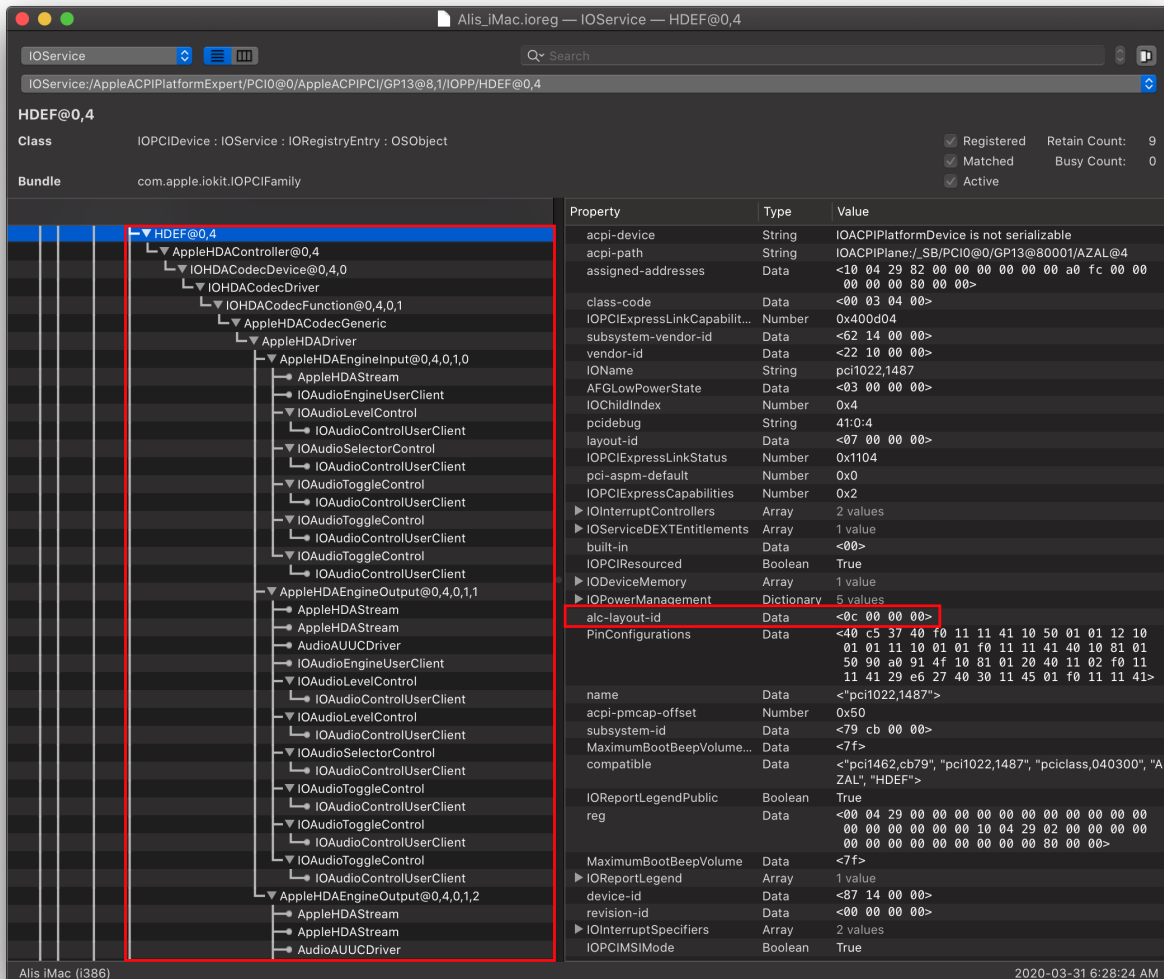 Alis_iMac.ioreg — IOService — HDEF@0,4
IOService
Search
IOService:/AppleACPIPlatformExpert/PCI0@0/AppleACPIPCI/GP13@8,1/IOPP/HDEF@0,4
HDEF@0,4
Class IOPCIDevice : IOService : IORegistryEntry : OSObject
Registered Retain Count: 9
Matched Busy Count: 0
Bundle com.apple.iokit.IOPCIFamily
Active
HDEF@0,4
AppleHDAController@0,4
IOHDACodecDevice@0,4,0
IOHDACodecDriver
IOHDACodecFunction@0,4,0,1
AppleHDACodecGeneric
AppleHDADriver
AppleHDAEngineInput@0,4,0,1,0
AppleHDAStream
IOAudioEngineUserClient
IOAudioLevelControl
IOAudioControlUserClient
IOAudioSelectorControl
IOAudioControlUserClient
IOAudioToggleControl
IOAudioControlUserClient
IOAudioToggleControl
IOAudioControlUserClient
IOAudioToggleControl
IOAudioControlUserClient
AppleHDAEngineOutput@0,4,0,1,1
AppleHDAStream
AppleHDAStream
AudioAUUCDriver
IOAudioEngineUserClient
IOAudioLevelControl
IOAudioControlUserClient
IOAudioLevelControl
IOAudioControlUserClient
IOAudioSelectorControl
IOAudioControlUserClient
IOAudioToggleControl
IOAudioControlUserClient
IOAudioToggleControl
IOAudioControlUserClient
IOAudioToggleControl
IOAudioControlUserClient
AppleHDAEngineOutput@0,4,0,1,2
AppleHDAStream
AppleHDAStream
AudioAUUCDriver
Property Type Value
acpi-device String IOACPIPlatformDevice is not serializable
acpi-path String IOACPIPlane:/_SB/PCI0@0/GP13@80001/AZAL@4
assigned-addresses Data <10 04 29 82 00 00 00 00 00 00 a0 fc 00 00
00 00 00 80 00 00>
class-code Data <00 03 04 00>
IOPCIExpressLinkCapabilit... Number 0x400d04
subsystem-vendor-id Data <62 14 00 00>
vendor-id Data <22 10 00 00>
IOName String pci1022,1487
AFGLowPowerState Data <03 00 00 00>
IOChildIndex Number 0x4
pcidebug String 41:0:4
layout-id Data <07 00 00 00>
IOPCIExpressLinkStatus Number 0x1104
pci-aspm-default Number 0x0
IOPCIExpressCapabilities Number 0x2
IOInterruptControllers Array 2 values
IOServiceDEXTEntitlements Array 1 value
built-in Data <00>
IOPCIResourced Boolean True
IODeviceMemory Array 1 value
IOPowerManagement Dictionary 5 values
alc-layout-id Data <0c 00 00 00>
PinConfigurations Data <40 c5 37 40 f0 11 11 41 10 50 01 01 12 10
01 01 11 10 01 01 f0 11 11 41 40 10 81 01
50 90 a0 91 4f 10 81 01 20 40 11 02 f0 11
11 41 29 e6 27 40 30 11 45 01 f0 11 11 41>
name Data <"pci1022,1487">
acpi-pmcap-offset Number 0x50
subsystem-id Data <79 cb 00 00>
MaximumBootBeepVolume... Data <7f>
compatible Data <"pci1462,cb79", "pci1022,1487", "pciclass,040300", "A
ZAL", "HDEF">
IOReportLegendPublic Boolean True
reg Data <00 04 29 00 00 00 00 00 00 00 00 00 00 00
00 00 00 00 00 00 10 04 29 02 00 00 00 00
00 00 00 00 00 00 00 00 00 80 00 00>
MaximumBootBeepVolume Data <7f>
IOReportLegend Array 1 value
device-id Data <87 14 00 00>
revision-id Data <00 00 00 00>
IOInterruptSpecifiers Array 2 values
IOPCIMSIMode Boolean True
Alis iMac (i386) 2020-03-31 6:28:24 AM